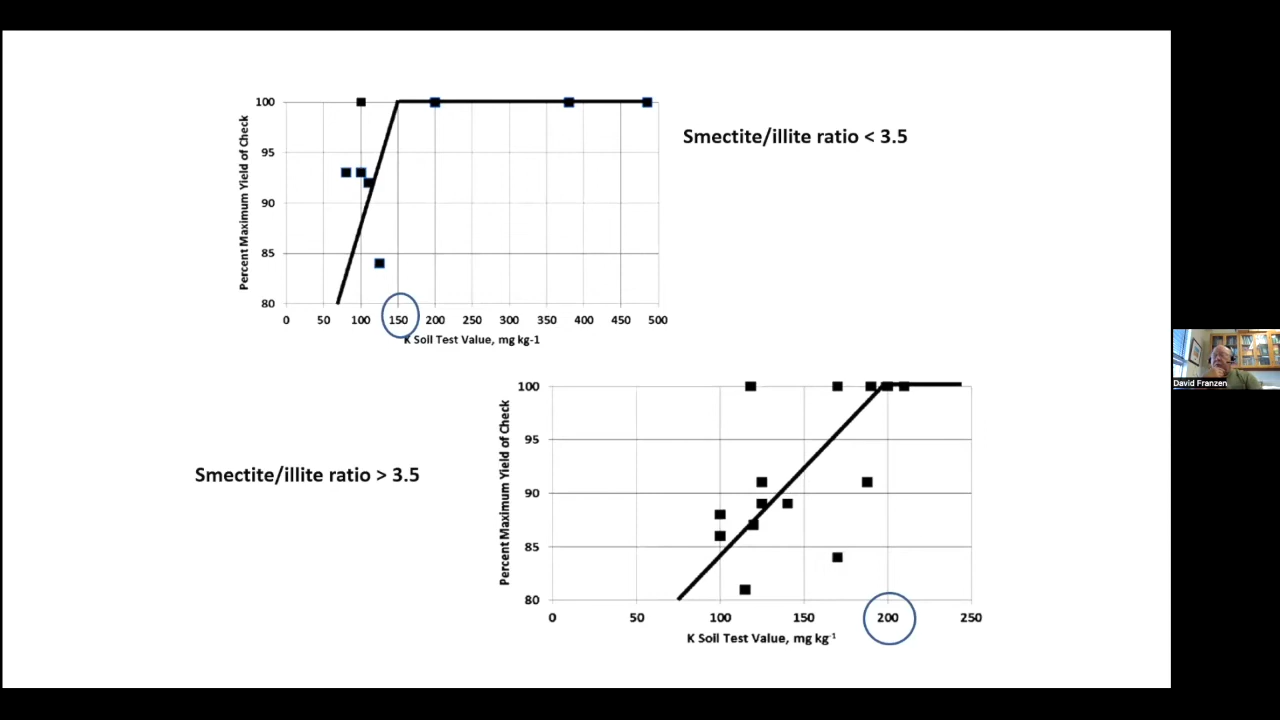 100
95
90
85
80
Percent Maximum Yield of Check
0 50 100 150 200 250 300 350 400 450 500
K Soil Test Value, mg kg-1
Smectite/illite ratio < 3.5
Smectite/illite ratio > 3.5
100
95
90
85
80
Percent Maximum Yield of Check
0 50 100 150 200 250
K Soil Test Value, mg kg⁻¹
David Franzen